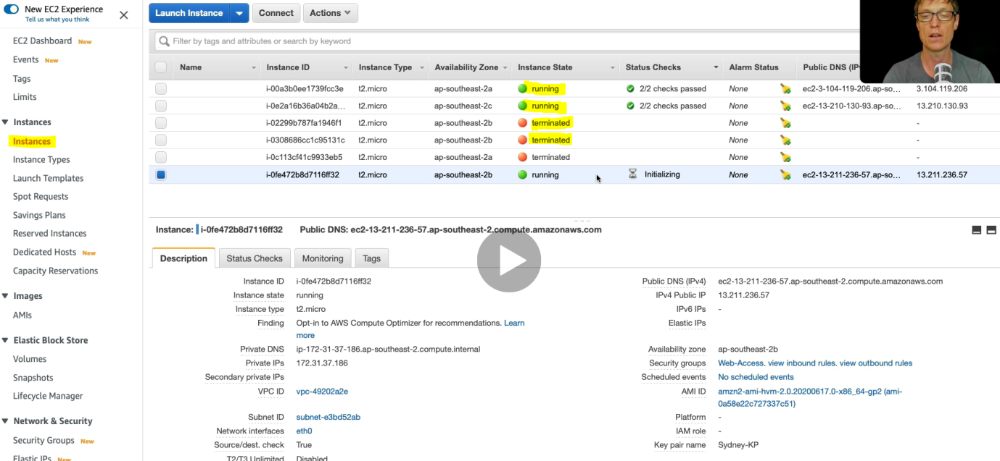 New EC2 Experience
Tell us what you think
EC2 Dashboard New
Events New
Tags
Limits
Instances
Instances
Instance Types
Launch Templates
Spot Requests
Savings Plans
Reserved Instances
Dedicated Hosts New
Capacity Reservations
Images
AMIs
Elastic Block Store
Volumes
Snapshots
Lifecycle Manager
Network & Security
Security Groups New
Elastic IPs New
Launch Instance Connect Actions
Filter by tags and attributes or search by keyword
Name Instance ID Instance Type Availability Zone Instance State Status Checks Alarm Status Public DNS (IP
i-00a3b0ee1739fcc3e t2.micro ap-southeast-2a running 2/2 checks passed None ec2-3-104-119-206.ap-so... 3.104.119.206
i-0e2a16b36a04b2a... t2.micro ap-southeast-2c running 2/2 checks passed None ec2-13-210-130-93.ap-so... 13.210.130.93
i-02299b787fa1946f1 t2.micro ap-southeast-2b terminated None -
i-0308686cc1c95131c t2.micro ap-southeast-2b terminated None -
i-0c113cf41c9933eb5 t2.micro ap-southeast-2a terminated None -
i-0fe472b8d7116ff32 t2.micro ap-southeast-2b running Initializing None ec2-13-211-236-57.ap-so... 13.211.236.57
Instance: i-0fe472b8d7116ff32 Public DNS: ec2-13-211-236-57.ap-southeast-2.compute.amazonaws.com
Description Status Checks Monitoring Tags
Instance ID i-0fe472b8d7116ff32 Public DNS (IPv4) ec2-13-211-236-57.ap-southeast-2.compute.amazonaws.com
Instance state running IPv4 Public IP 13.211.236.57
Instance type t2.micro IPv6 IPs -
Finding Opt-in to AWS Compute Optimizer for recommendations. Learn Elastic IPs
more
Private DNS ip-172-31-37-186.ap-southeast-2.compute.internal Availability zone ap-southeast-2b
Private IPs 172.31.37.186 Security groups Web-Access. view inbound rules. view outbound rules
Secondary private IPs Scheduled events No scheduled events
VPC ID vpc-49202a2e AMI ID amzn2-ami-hvm-2.0.20200617.0-x86_64-gp2 (ami-
0a58e22c727337c51)
Subnet ID subnet-e3bd52ab Platform -
Network interfaces eth0 IAM role -
Source/dest. check True Key pair name Sydney-KP
T2/T3 Unlimited Disabled